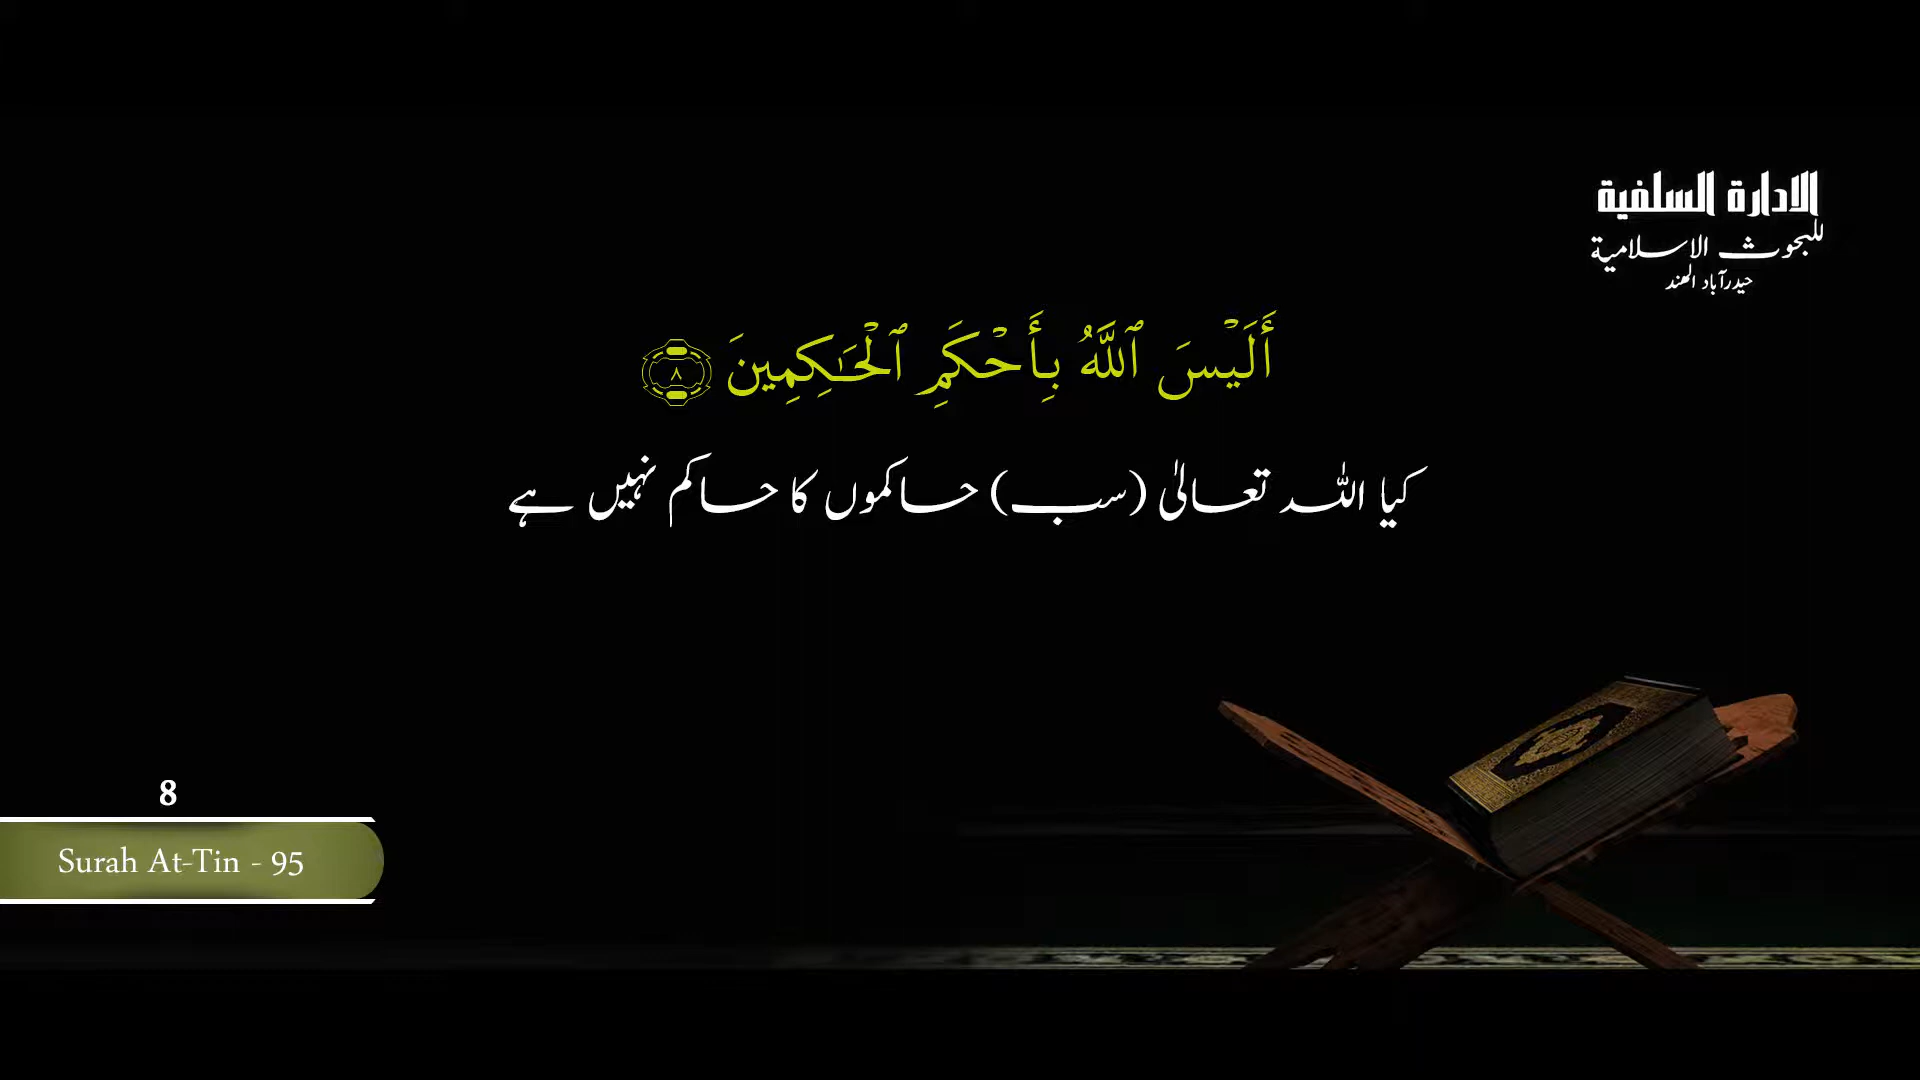 الادارة السلفية
للبحوث الاسلامية
حيدرآباد الهند
أَلَيْسَ ٱللَّهُ بِأَحْكَمِ ٱلْحَـٰكِمِينَ ٨
کیا اللہ تعالیٰ (سب) حاکموں کا حاکم نہیں ہے
8
Surah At-Tin - 95